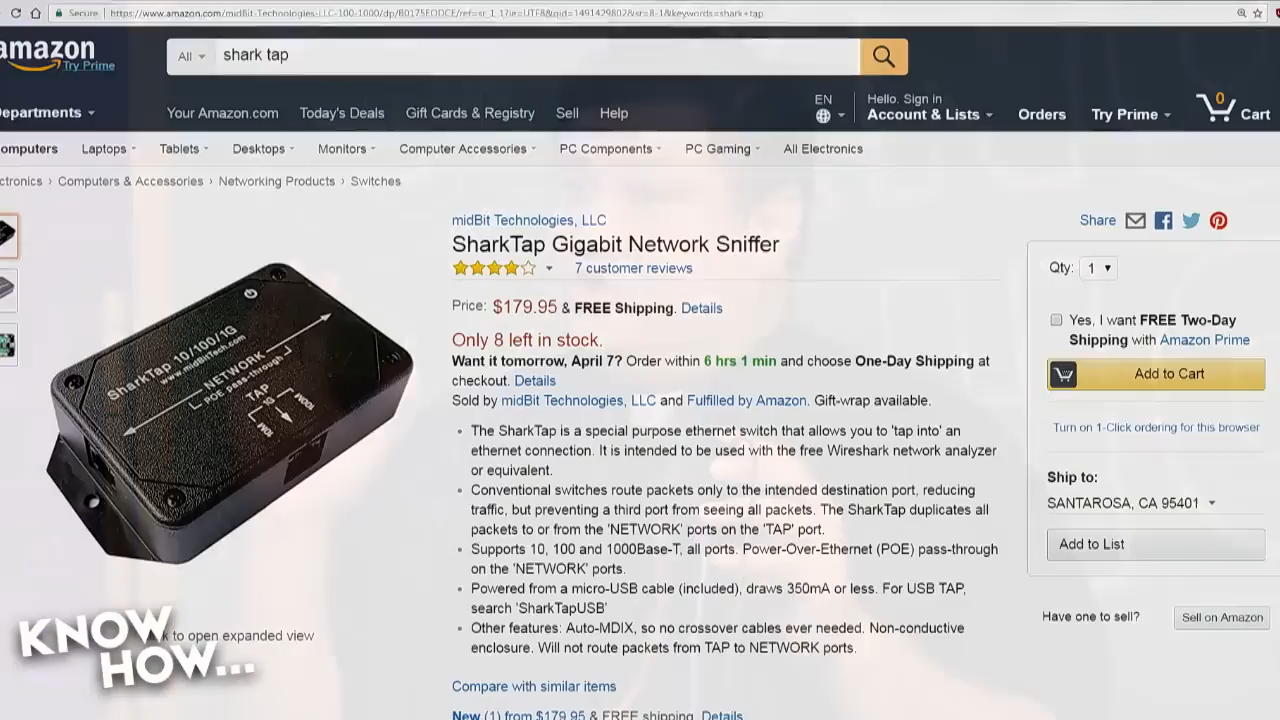 Secure | https://www.amazon.com/midBit-Technologies-LLC-100-1000/dp/B0175EODCE/ref=sr_1_1?ie=UTF8&qid=1491429802&sr=8-1&keywords=shark+tap
amazon
Try Prime
All
shark tap
Departments
Your Amazon.com
Today's Deals
Gift Cards & Registry
Sell
Help
EN
Hello. Sign in
Account & Lists
Orders
Try Prime
0
Cart
omputers
Laptops
Tablets
Desktops
Monitors
Computer Accessories
PC Components
PC Gaming
All Electronics
ctronics › Computers & Accessories › Networking Products › Switches
midBit Technologies, LLC
SharkTap Gigabit Network Sniffer
7 customer reviews
Price: $179.95 & FREE Shipping. Details
Only 8 left in stock.
Want it tomorrow, April 7? Order within 6 hrs 1 min and choose One-Day Shipping at
checkout. Details
Sold by midBit Technologies, LLC and Fulfilled by Amazon. Gift-wrap available.
• The SharkTap is a special purpose ethernet switch that allows you to 'tap into' an
ethernet connection. It is intended to be used with the free Wireshark network analyzer
or equivalent.
• Conventional switches route packets only to the intended destination port, reducing
traffic, but preventing a third port from seeing all packets. The SharkTap duplicates all
packets to or from the 'NETWORK' ports on the 'TAP' port.
• Supports 10, 100 and 1000Base-T, all ports. Power-Over-Ethernet (POE) pass-through
on the 'NETWORK' ports.
• Powered from a micro-USB cable (included), draws 350mA or less. For USB TAP,
search 'SharkTapUSB'
• Other features: Auto-MDIX, so no crossover cables ever needed. Non-conductive
enclosure. Will not route packets from TAP to NETWORK ports.
Compare with similar items
New (1) from $179.95 & FREE shipping. Details
Share
Qty: 1
Yes, I want FREE Two-Day
Shipping with Amazon Prime
Add to Cart
Turn on 1-Click ordering for this browser
Ship to:
SANTAROSA, CA 95401
Add to List
Have one to sell?
Sell on Amazon
SharkTap 10/100/1G
www.midBitTech.com
NETWORK
POE pass-through
TAP
1G
100M
10M
k to open expanded view
KNOW
HOW...